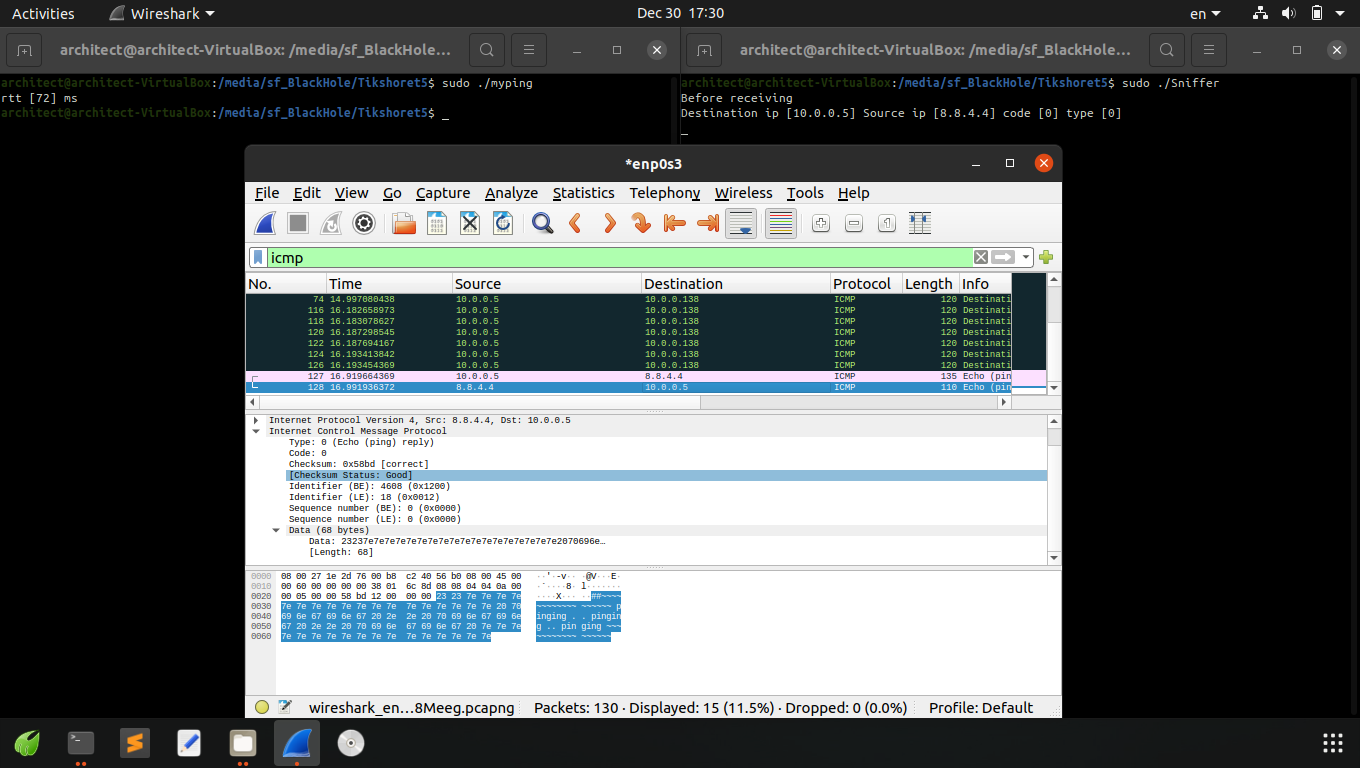 Activities Wireshark Dec 30 17:30 en
architect@architect-VirtualBox: /media/sf_BlackHole...
architect@architect-VirtualBox:/media/sf_BlackHole/Tikshoret5$ sudo ./myping
rtt [72] ms
architect@architect-VirtualBox:/media/sf_BlackHole/Tikshoret5$ _
architect@architect-VirtualBox: /media/sf_BlackHole...
architect@architect-VirtualBox:/media/sf_BlackHole/Tikshoret5$ sudo ./Sniffer
Before receiving
Destination ip [10.0.0.5] Source ip [8.8.4.4] code [0] type [0]
_
*enp0s3
File Edit View Go Capture Analyze Statistics Telephony Wireless Tools Help
icmp
No. Time Source Destination Protocol Length Info
74 14.997080438 10.0.0.5 10.0.0.138 ICMP 120 Destinati
116 16.182658973 10.0.0.5 10.0.0.138 ICMP 120 Destinati
118 16.183078627 10.0.0.5 10.0.0.138 ICMP 120 Destinati
120 16.187298545 10.0.0.5 10.0.0.138 ICMP 120 Destinati
122 16.187694167 10.0.0.5 10.0.0.138 ICMP 120 Destinati
124 16.193413842 10.0.0.5 10.0.0.138 ICMP 120 Destinati
126 16.193454369 10.0.0.5 10.0.0.138 ICMP 120 Destinati
127 16.919664369 10.0.0.5 8.8.4.4 ICMP 135 Echo (pin
128 16.991936372 8.8.4.4 10.0.0.5 ICMP 110 Echo (pin
Internet Protocol Version 4, Src: 8.8.4.4, Dst: 10.0.0.5
Internet Control Message Protocol
Type: 0 (Echo (ping) reply)
Code: 0
Checksum: 0x58bd [correct]
[Checksum Status: Good]
Identifier (BE): 4608 (0x1200)
Identifier (LE): 18 (0x0012)
Sequence number (BE): 0 (0x0000)
Sequence number (LE): 0 (0x0000)
Data (68 bytes)
Data: 23237e7e7e7e7e7e7e7e7e7e7e7e7e7e7e7e7e7e2070696e…
[Length: 68]
0000 08 00 27 1e 2d 76 00 b8 c2 40 56 b0 08 00 45 00 ··'·-v·· ·@V···E·
0010 00 60 00 00 00 00 38 01 6c 8d 08 08 04 04 0a 00 ·`····8· l·······
0020 00 05 00 00 58 bd 12 00 00 00 23 23 7e 7e 7e 7e ····X··· ··##~~~~
0030 7e 7e 7e 7e 7e 7e 7e 7e 7e 7e 7e 7e 7e 7e 20 70 ~~~~~~~~ ~~~~~~ p
0040 69 6e 67 69 6e 67 20 2e 2e 20 70 69 6e 67 69 6e inging . . pingin
0050 67 20 2e 2e 20 70 69 6e 67 69 6e 67 20 7e 7e 7e g .. pin ging ~~~
0060 7e 7e 7e 7e 7e 7e 7e 7e 7e 7e 7e 7e 7e 7e ~~~~~~~~ ~~~~~~
wireshark_en…8Meeg.pcapng Packets: 130 · Displayed: 15 (11.5%) · Dropped: 0 (0.0%) Profile: Default